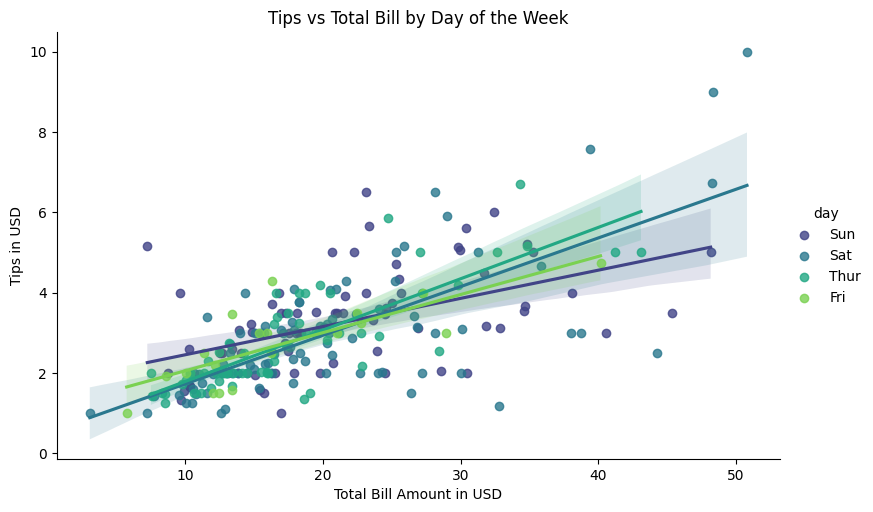 Tips vs Total Bill by Day of the Week
10
8
6
4
2
0
Tips in USD
10 20 30 40 50
Total Bill Amount in USD
day
Sun
Sat
Thur
Fri